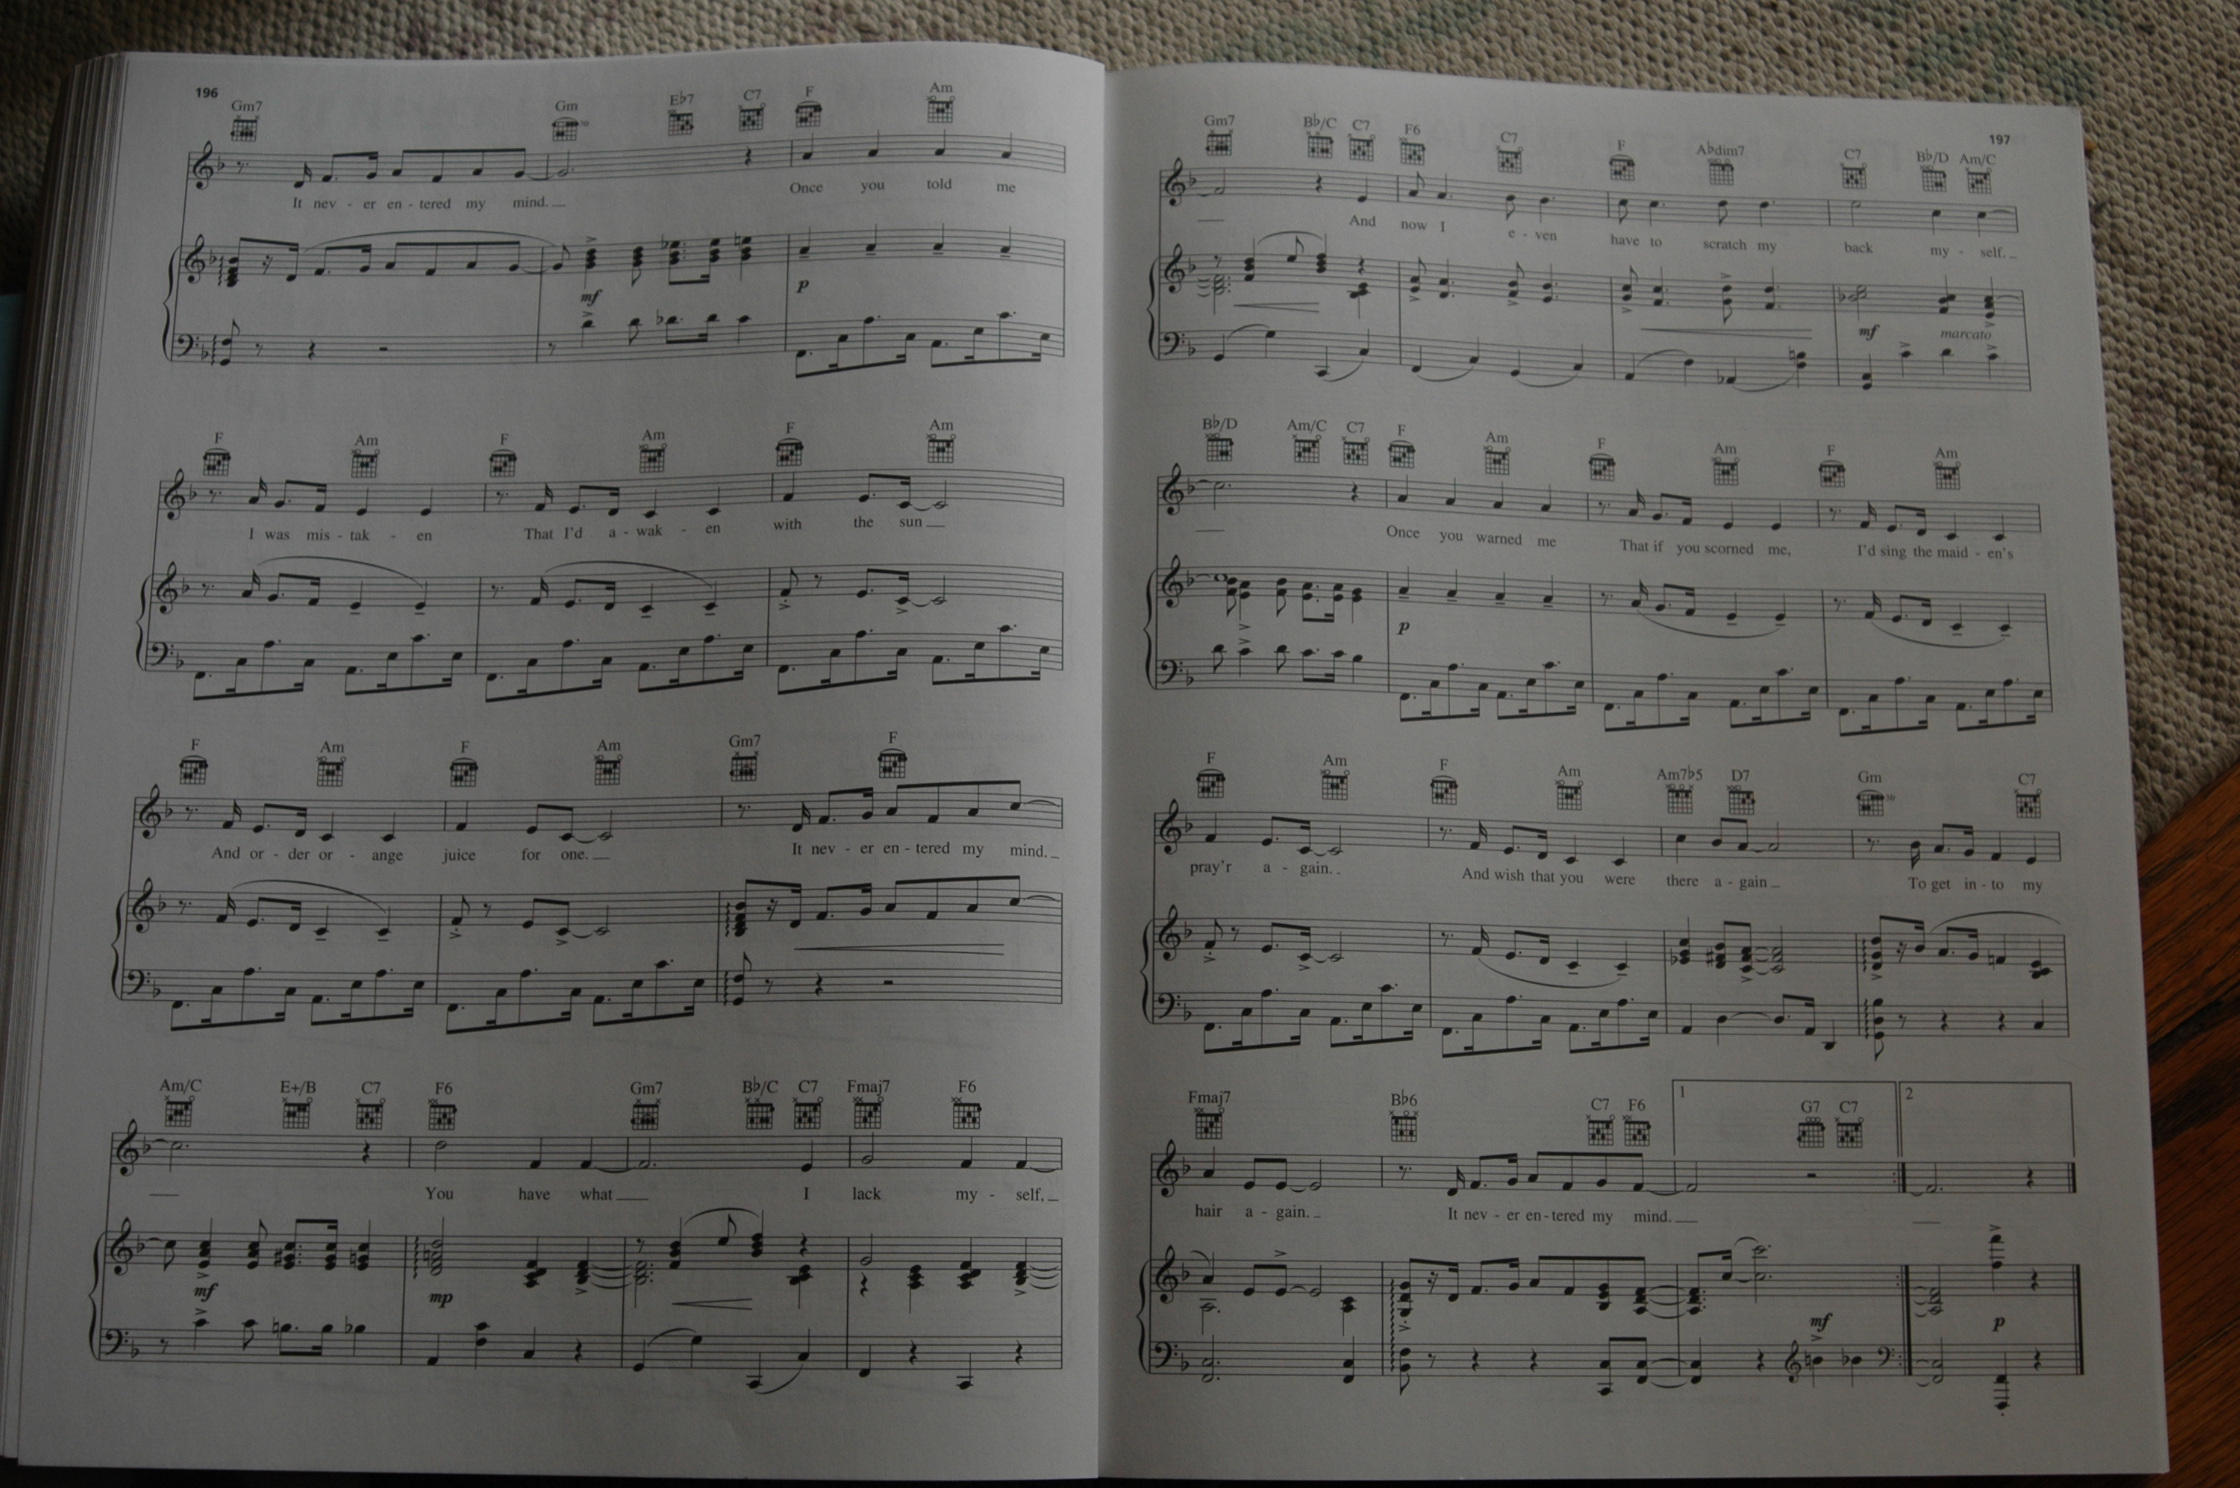 196
Gm7 Gm E♭7 C7 F Am
It nev - er en - tered my mind. Once you told me
mf p
F Am F Am F Am
I was mis - tak - en That I'd a - wak - en with the sun
F Am F Am Gm7 F
And or - der or - ange juice for one. It nev - er en - tered my mind.
Am/C E+/B C7 F6 Gm7 B♭/C C7 Fmaj7 F6
You have what I lack my - self,
mf mp
197
Gm7 B♭/C C7 F6 C7 F A♭dim7 C7 B♭/D Am/C
And now I e - ven have to scratch my back my - self.
mf marcato
B♭/D Am/C C7 F Am F Am F Am
Once you warned me That if you scorned me, I'd sing the maid - en's
p
F Am F Am Am7♭5 D7 Gm C7
pray'r a - gain. And wish that you were there a - gain To get in - to my
Fmaj7 B♭6 C7 F6 1 G7 C7 2
hair a - gain. It nev - er en - tered my mind.
mf p